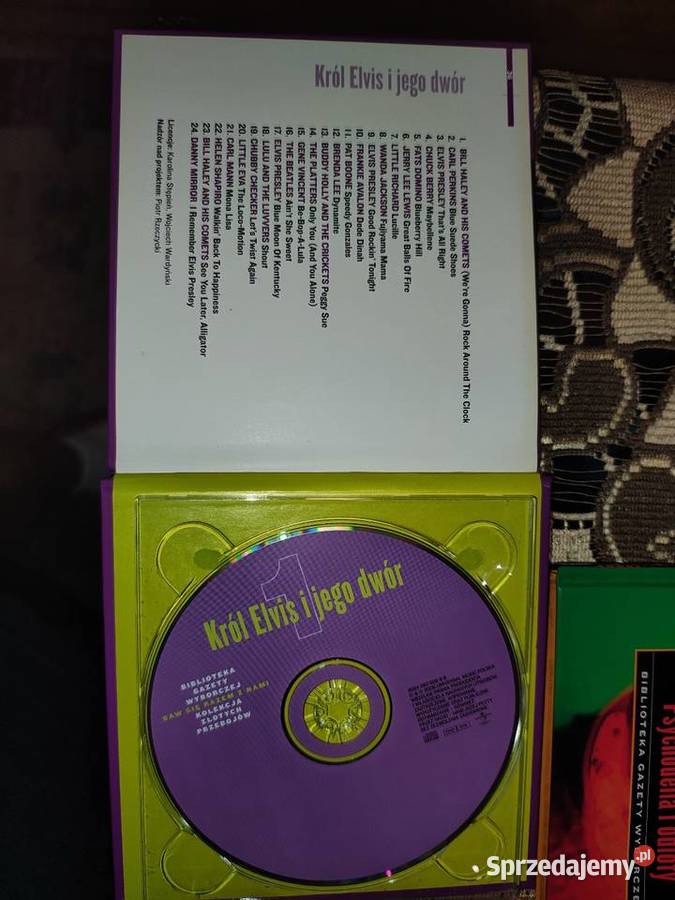 Król Elvis i jego dwór
1. BILL HALEY AND HIS COMETS (We're Gonna) Rock Around The Clock
2. CARL PERKINS Blue Suede Shoes
3. ELVIS PRESLEY That's All Right
4. CHUCK BERRY Maybellene
5. FATS DOMINO Blueberry Hill
6. JERRY LEE LEWIS Great Balls Of Fire
7. LITTLE RICHARD Lucille
8. WANDA JACKSON Fujiyama Mama
9. ELVIS PRESLEY Good Rockin' Tonight
10. FRANKIE AVALON Dede Dinah
11. PAT BOONE Speedy Gonzales
12. BRENDA LEE Dynamite
13. BUDDY HOLLY AND THE CRICKETS Peggy Sue
14. THE PLATTERS Only You (And You Alone)
15. GENE VINCENT Be-Bop-A-Lula
16. THE BEATLES Ain't She Sweet
17. ELVIS PRESLEY Blue Moon Of Kentucky
18. LULU AND THE LUVVERS Shout
19. CHUBBY CHECKER Let's Twist Again
20. LITTLE EVA The Loco-Motion
21. CARL MANN Mona Lisa
22. HELEN SHAPIRO Walkin' Back To Happiness
23. BILL HALEY AND HIS COMETS See You Later, Alligator
24. DANNY MIRROR I Remember Elvis Presley
Licencje: Karolina Stępień, Wojciech Wardyński
Nadzór nad projektem: Piotr Rzeczycki
1
Król Elvis i jego dwór
BIBLIOTEKA
GAZETY
WYBORCZEJ
BAW SIĘ RAZEM Z NAMI
KOLEKCJA
ZŁOTYCH
PRZEBOJÓW
BIBLIOTEKA GAZETY WYBORCZE
Psychodelia i odloty
Sprzedajemy.pl